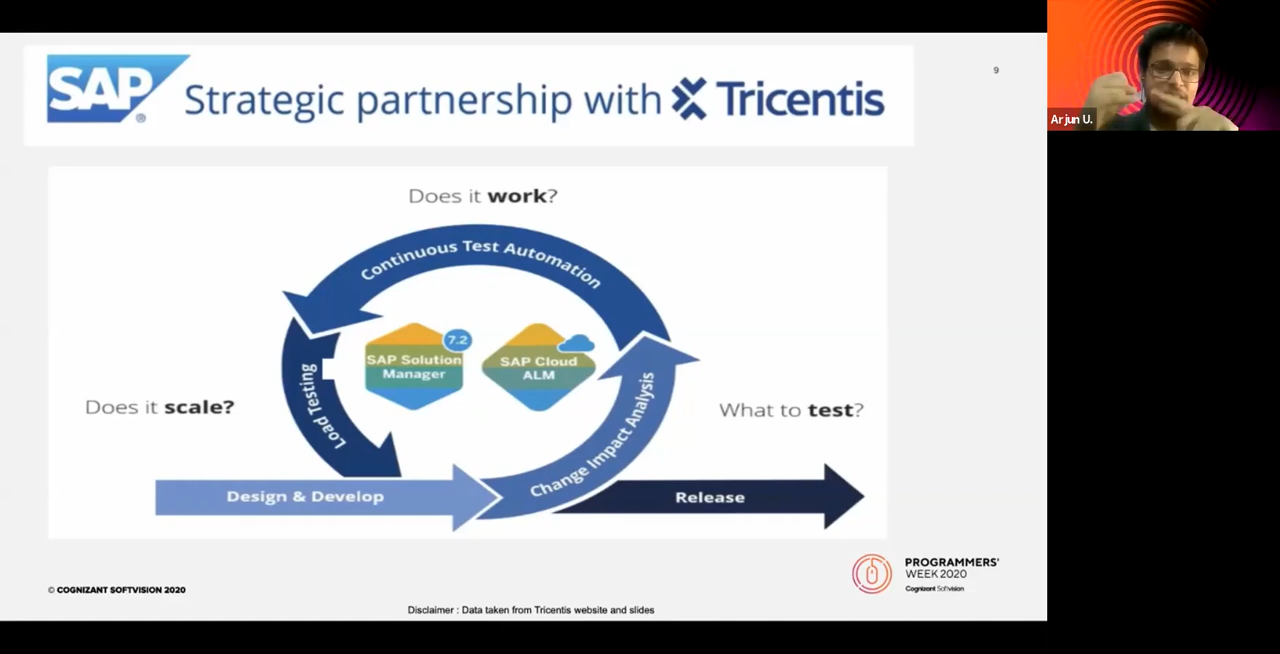 SAP ®
Strategic partnership with Tricentis
9
Arjun U.
Does it work?
Continuous Test Automation
7.2
SAP Solution
Manager
SAP Cloud
ALM
Load Testing
Does it scale?
Change Impact Analysis
What to test?
Design & Develop
Release
PROGRAMMERS'
WEEK 2020
Cognizant Softvision
© COGNIZANT SOFTVISION 2020
Disclaimer : Data taken from Tricentis website and slides